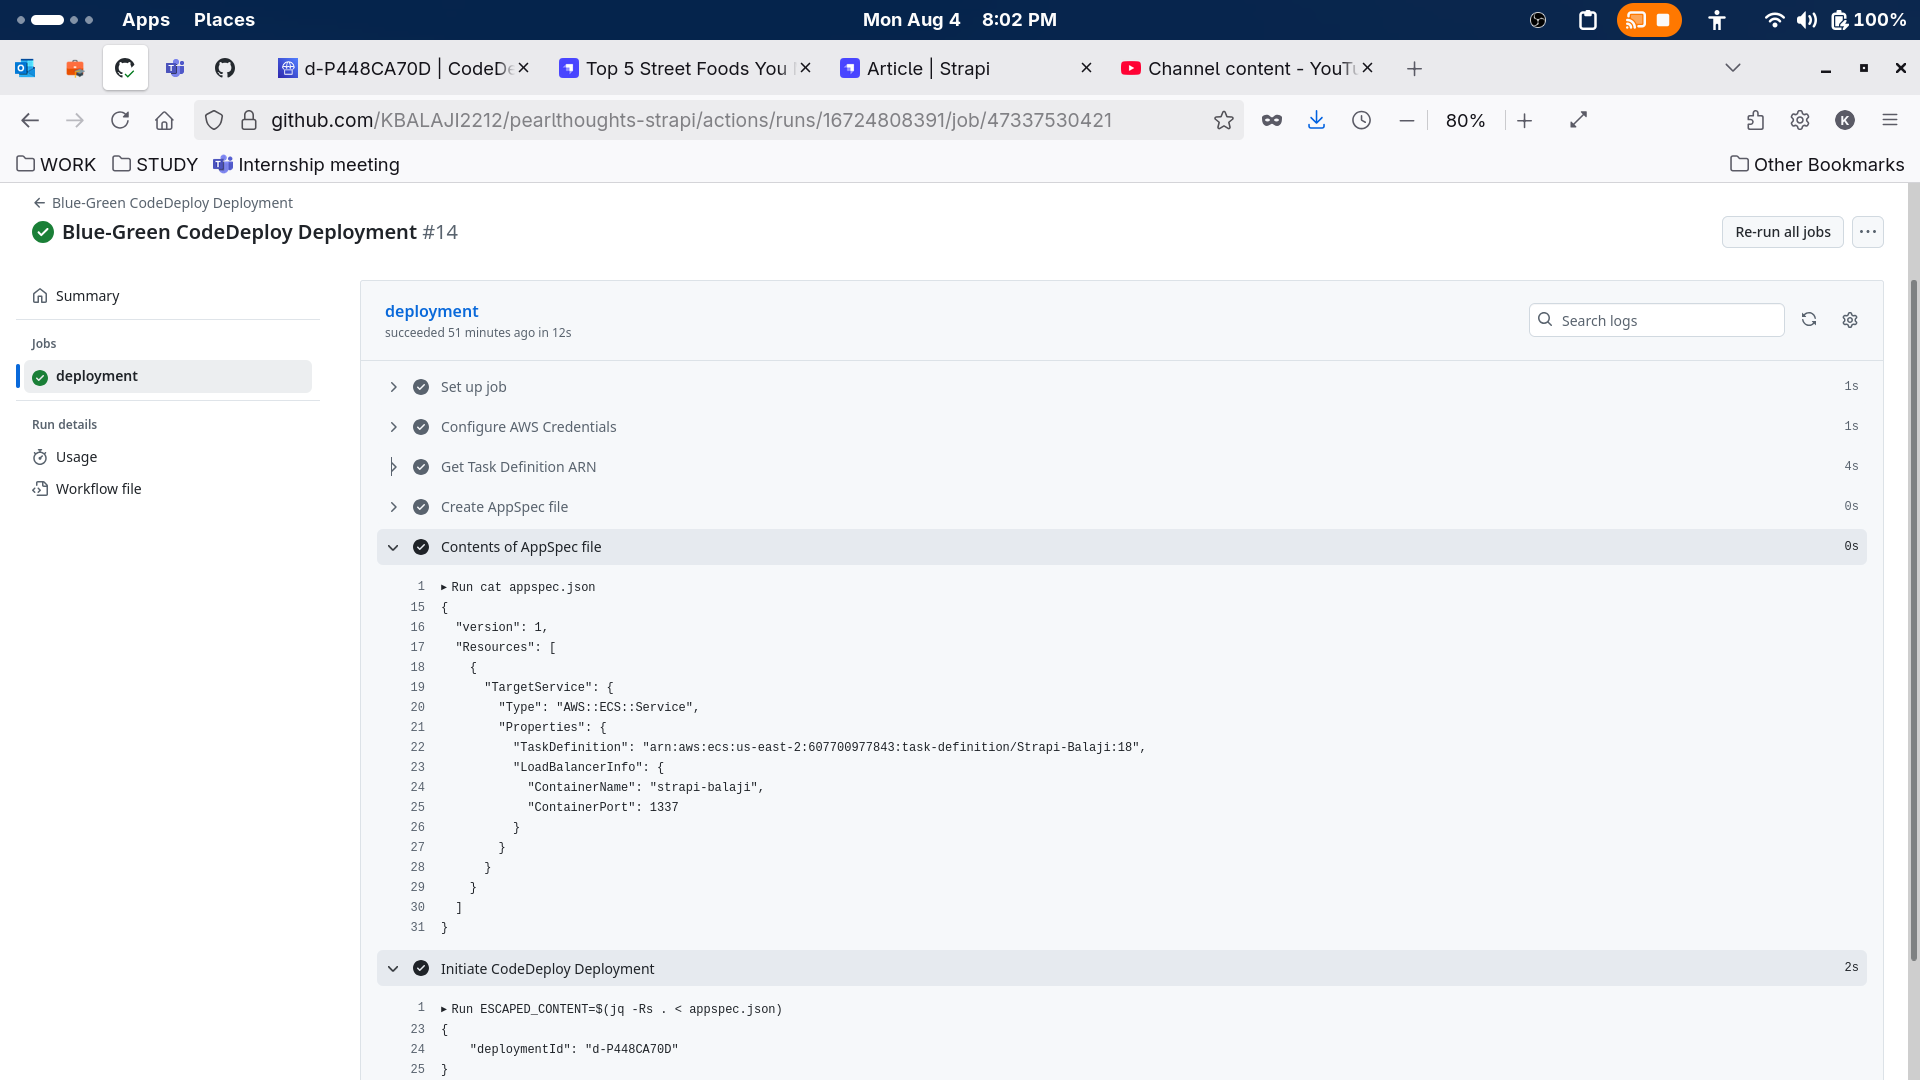 Apps Places Mon Aug 4 8:02 PM 100%
d-P448CA70D | CodeDe Top 5 Street Foods You Article | Strapi Channel content - YouTu
github.com/KBALAJI2212/pearlthoughts-strapi/actions/runs/16724808391/job/47337530421 80% K
WORK STUDY Internship meeting Other Bookmarks
Blue-Green CodeDeploy Deployment
Blue-Green CodeDeploy Deployment #14
Re-run all jobs
Summary
Jobs
deployment
Run details
Usage
Workflow file
deployment
succeeded 51 minutes ago in 12s
Search logs
Set up job 1s
Configure AWS Credentials 1s
Get Task Definition ARN 4s
Create AppSpec file 0s
Contents of AppSpec file 0s
1 Run cat appspec.json
15 {
16 "version": 1,
17 "Resources": [
18 {
19 "TargetService": {
20 "Type": "AWS::ECS::Service",
21 "Properties": {
22 "TaskDefinition": "arn:aws:ecs:us-east-2:607700977843:task-definition/Strapi-Balaji:18",
23 "LoadBalancerInfo": {
24 "ContainerName": "strapi-balaji",
25 "ContainerPort": 1337
26 }
27 }
28 }
29 }
30 ]
31 }
Initiate CodeDeploy Deployment 2s
1 Run ESCAPED_CONTENT=$(jq -Rs . < appspec.json)
23 {
24 "deploymentId": "d-P448CA70D"
25 }